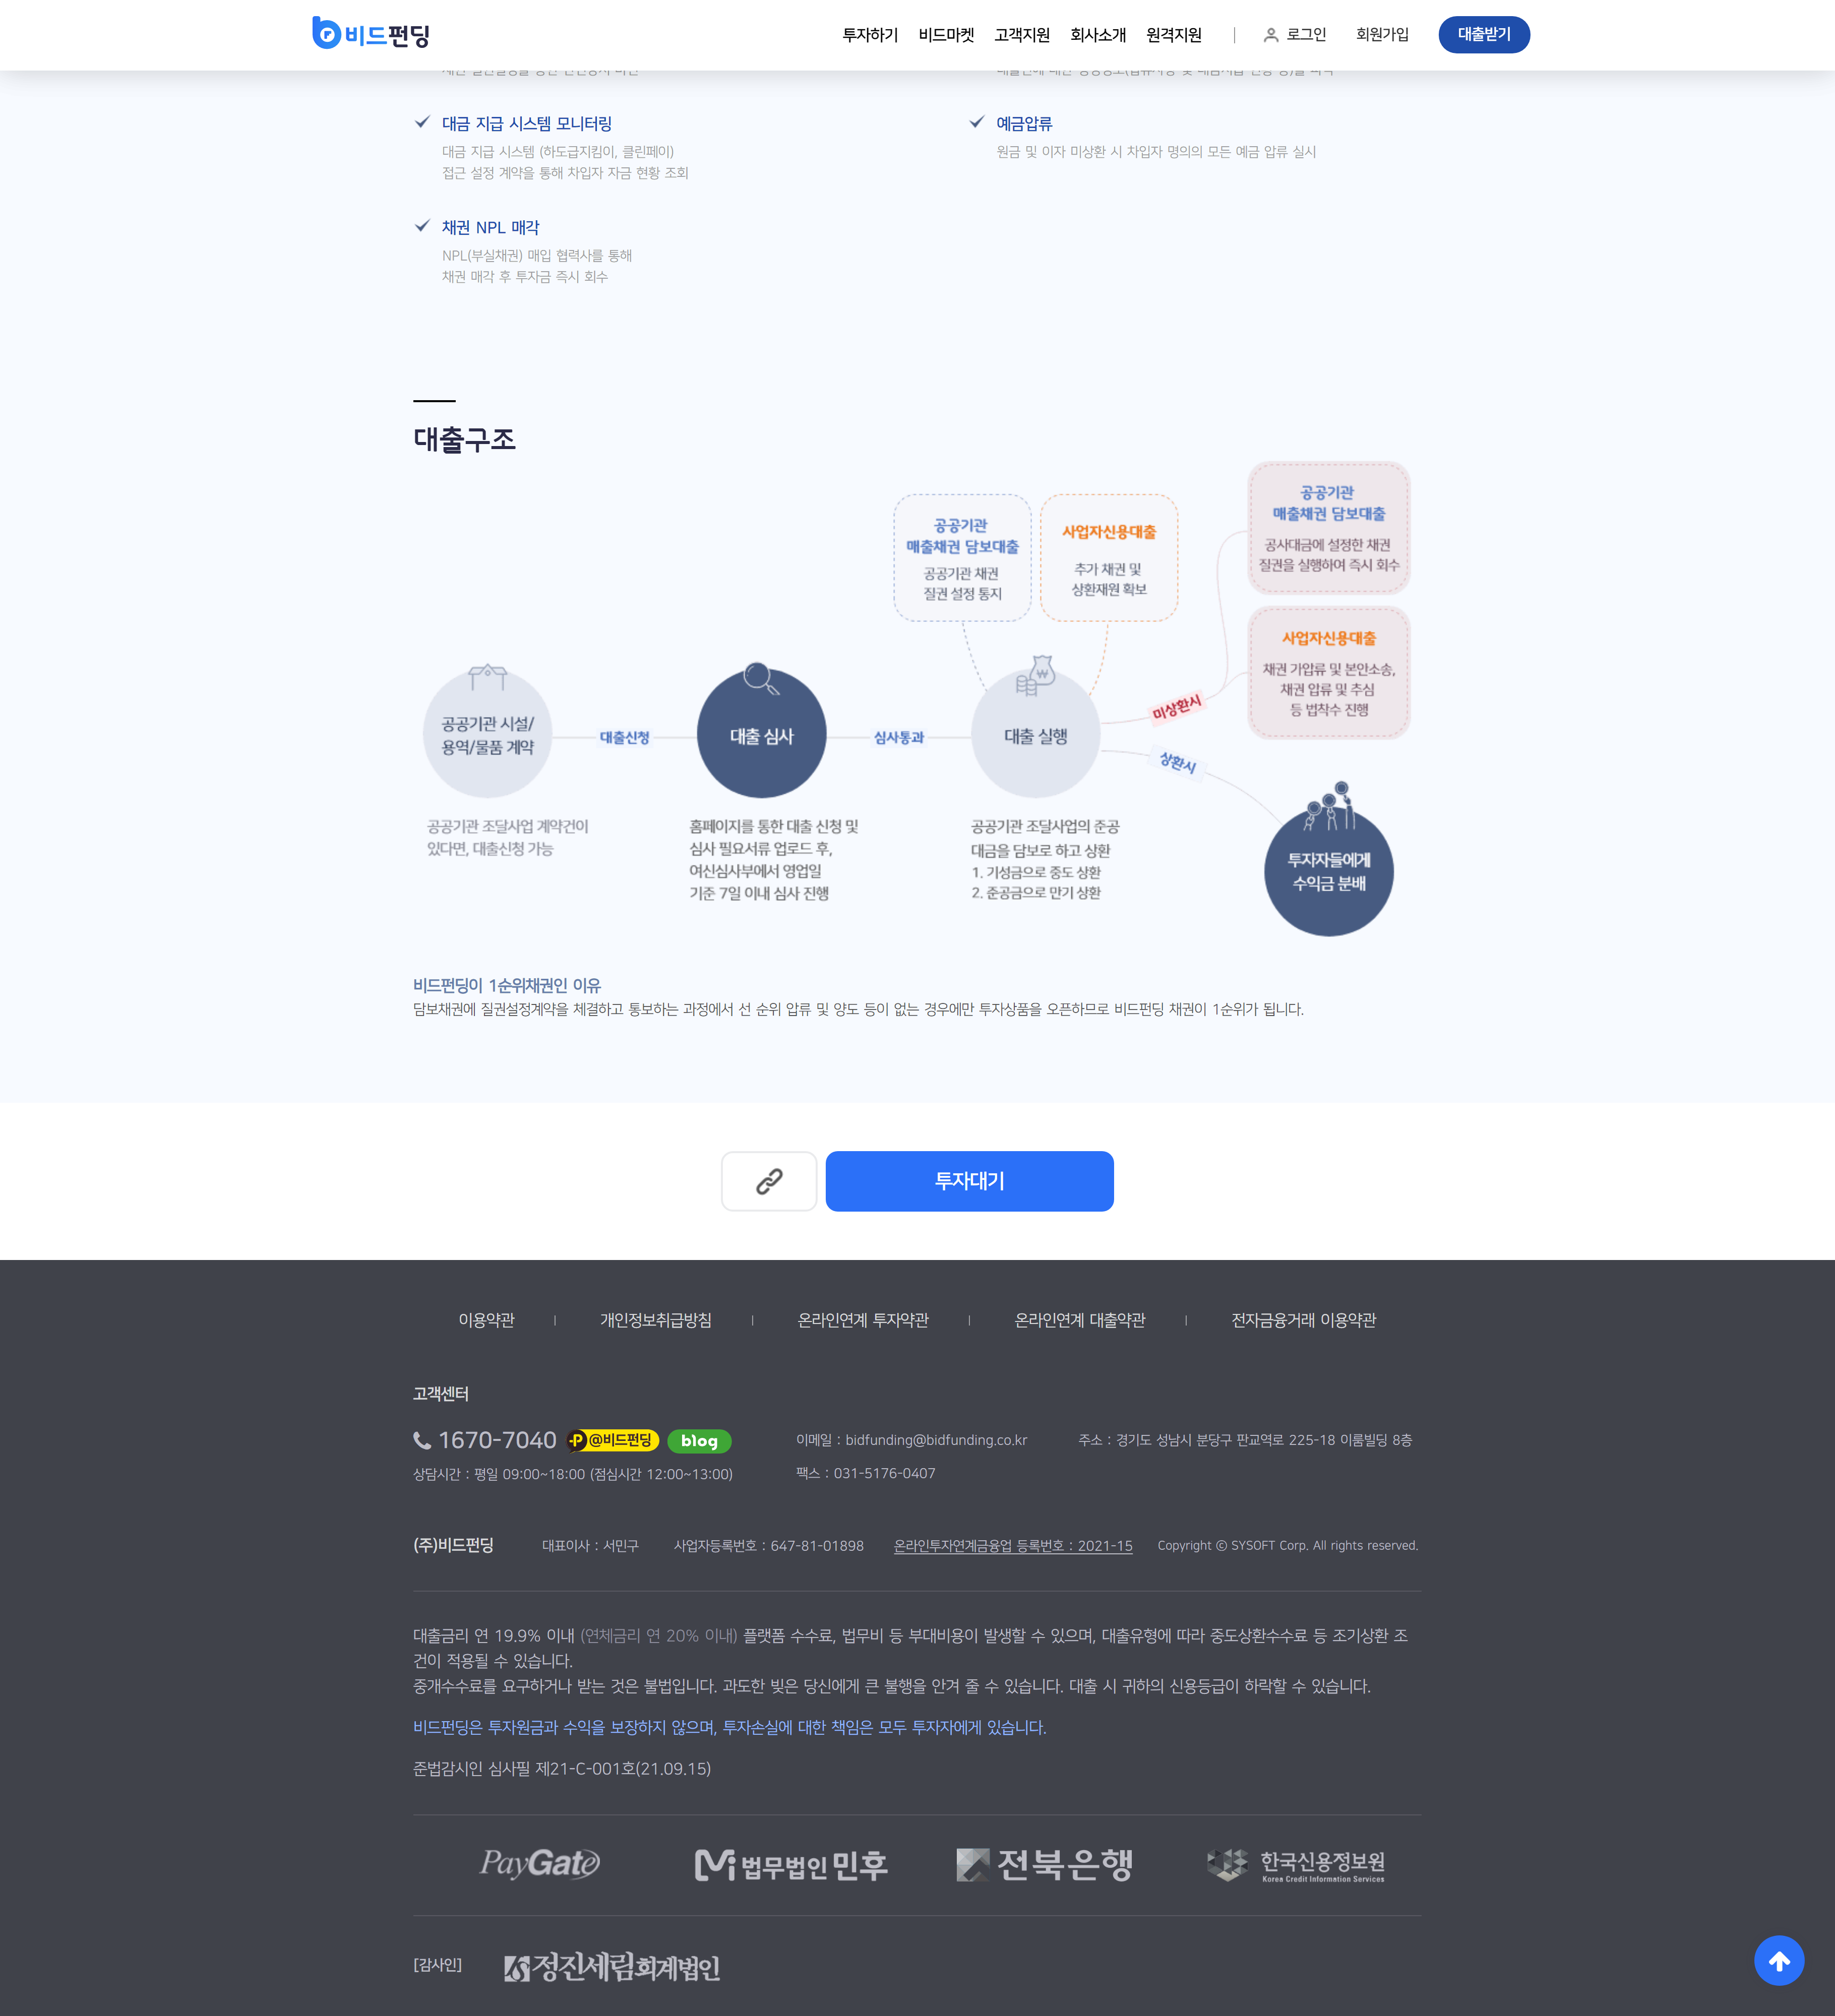 비드펀딩
투자하기 비드마켓 고객지원 회사소개 원격지원 로그인 회원가입 대출받기
대금 지급 시스템 모니터링
대금 지급 시스템 (하도급지킴이, 클린페이)
접근 설정 계약을 통해 차입자 자금 현황 조회
예금압류
원금 및 이자 미상환 시 차입자 명의의 모든 예금 압류 실시
채권 NPL 매각
NPL(부실채권) 매입 협력사를 통해
채권 매각 후 투자금 즉시 회수
대출구조
공공기관 시설/
용역/물품 계약
대출신청
대출 심사
심사통과
대출 실행
공공기관
매출채권 담보대출
공공기관 채권
질권 설정 통지
사업자신용대출
추가 채권 및
상환재원 확보
미상환시
상환시
공공기관
매출채권 담보대출
공사대금에 설정한 채권
질권을 실행하여 즉시 회수
사업자신용대출
채권 가압류 및 본안소송,
채권 압류 및 추심
등 법착수 진행
투자자들에게
수익금 분배
공공기관 조달사업 계약건이
있다면, 대출신청 가능
홈페이지를 통한 대출 신청 및
심사 필요서류 업로드 후,
여신심사부에서 영업일
기준 7일 이내 심사 진행
공공기관 조달사업의 준공
대금을 담보로 하고 상환
1. 기성금으로 중도 상환
2. 준공금으로 만기 상환
비드펀딩이 1순위채권인 이유
담보채권에 질권설정계약을 체결하고 통보하는 과정에서 선 순위 압류 및 양도 등이 없는 경우에만 투자상품을 오픈하므로 비드펀딩 채권이 1순위가 됩니다.
투자대기
이용약관 개인정보취급방침 온라인연계 투자약관 온라인연계 대출약관 전자금융거래 이용약관
고객센터
1670-7040 @비드펀딩 blog
상담시간 : 평일 09:00~18:00 (점심시간 12:00~13:00)
이메일 : bidfunding@bidfunding.co.kr
팩스 : 031-5176-0407
주소 : 경기도 성남시 분당구 판교역로 225-18 이룸빌딩 8층
(주)비드펀딩 대표이사 : 서민구 사업자등록번호 : 647-81-01898 온라인투자연계금융업 등록번호 : 2021-15 Copyright ⓒ SYSOFT Corp. All rights reserved.
대출금리 연 19.9% 이내 (연체금리 연 20% 이내) 플랫폼 수수료, 법무비 등 부대비용이 발생할 수 있으며, 대출유형에 따라 중도상환수수료 등 조기상환 조
건이 적용될 수 있습니다.
중개수수료를 요구하거나 받는 것은 불법입니다. 과도한 빚은 당신에게 큰 불행을 안겨 줄 수 있습니다. 대출 시 귀하의 신용등급이 하락할 수 있습니다.
비드펀딩은 투자원금과 수익을 보장하지 않으며, 투자손실에 대한 책임은 모두 투자자에게 있습니다.
준법감시인 심사필 제21-C-001호(21.09.15)
PayGate 법무법인 민후 전북은행 한국신용정보원
Korea Credit Information Services
[감사인] 정진세림회계법인